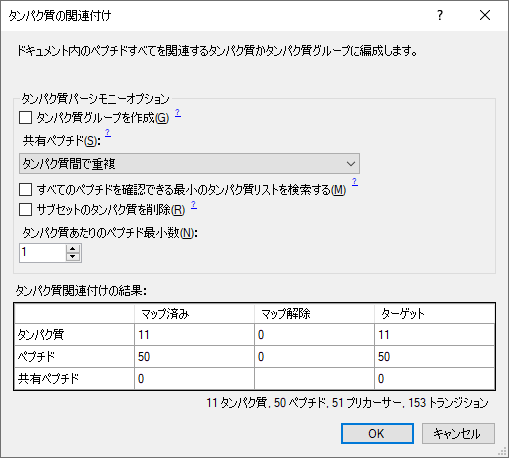 タンパク質の関連付け ? ×
ドキュメント内のペプチドすべてを関連するタンパク質かタンパク質グループに編成します。
タンパク質パーシモニーオプション
タンパク質グループを作成(G) ?
共有ペプチド(S): ?
タンパク質間で重複
すべてのペプチドを確認できる最小のタンパク質リストを検索する(M) ?
サブセットのタンパク質を削除(R) ?
タンパク質あたりのペプチド最小数(N):
1
タンパク質関連付けの結果:
マップ済み マップ解除 ターゲット
タンパク質 11 0 11
ペプチド 50 0 50
共有ペプチド 0 0
11 タンパク質, 50 ペプチド, 51 プリカーサー, 153 トランジション
OK キャンセル